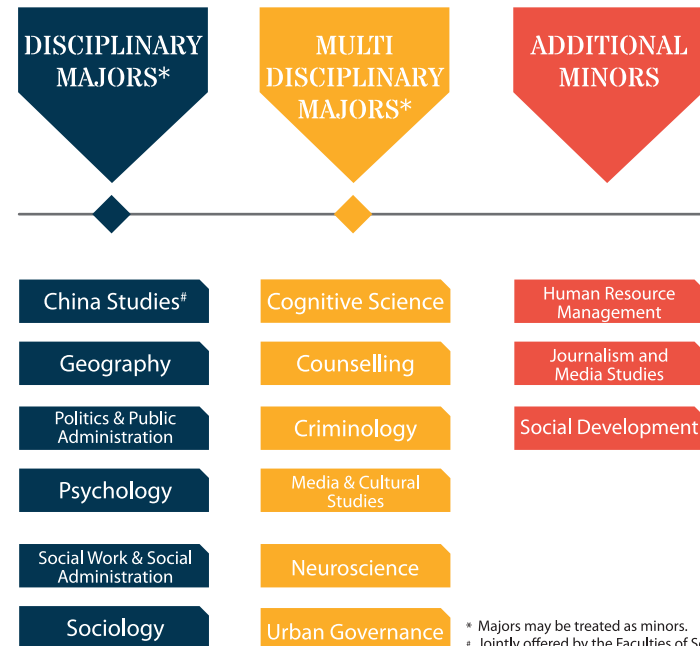 DISCIPLINARY
MAJORS*
MULTI
DISCIPLINARY
MAJORS*
ADDITIONAL
MINORS
China Studies#
Geography
Politics & Public
Administration
Psychology
Social Work & Social
Administration
Sociology
Cognitive Science
Counselling
Criminology
Media & Cultural
Studies
Neuroscience
Urban Governance
Human Resource
Management
Journalism and
Media Studies
Social Development
* Majors may be treated as minors.
# Jointly offered by the Faculties of